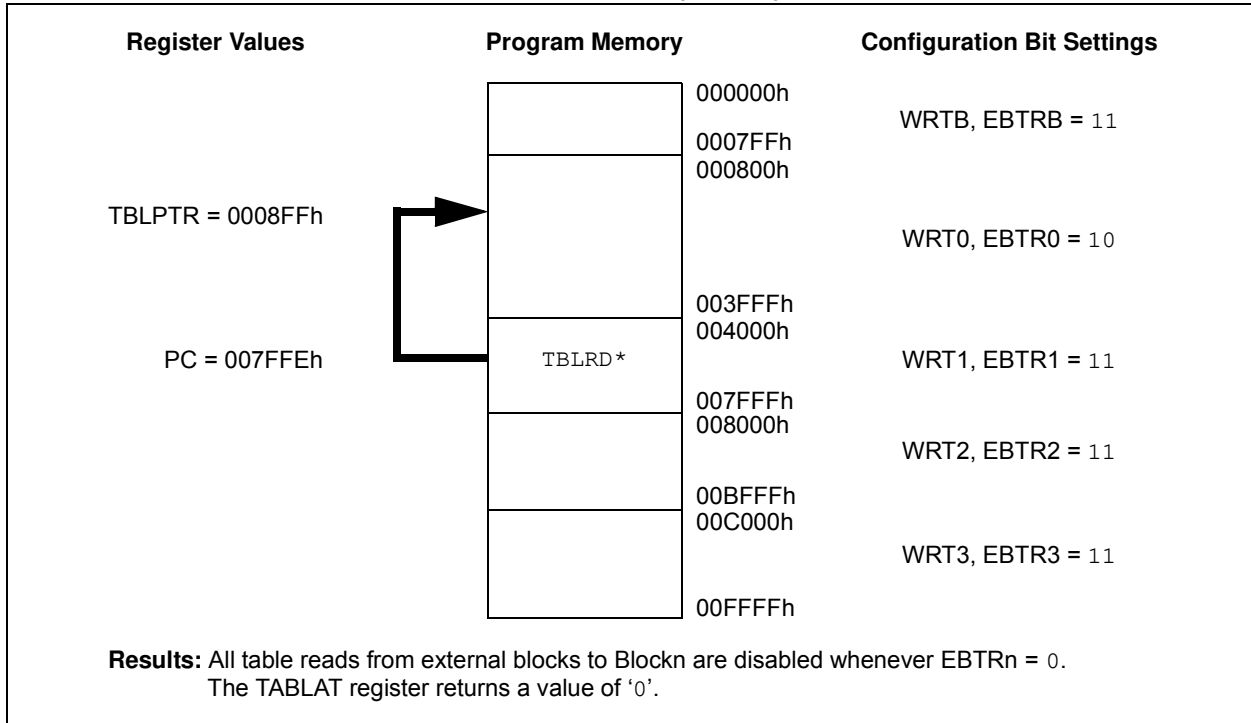 Register Values Program Memory Configuration Bit Settings
000000h
WRTB, EBTRB = 11
0007FFh
000800h
TBLPTR = 0008FFh
WRT0, EBTR0 = 10
003FFFh
004000h
PC = 007FFEh TBLRD* WRT1, EBTR1 = 11
007FFFh
008000h
WRT2, EBTR2 = 11
00BFFFh
00C000h
WRT3, EBTR3 = 11
00FFFFh
Results: All table reads from external blocks to Blockn are disabled whenever EBTRn = 0.
The TABLAT register returns a value of ‘0’.